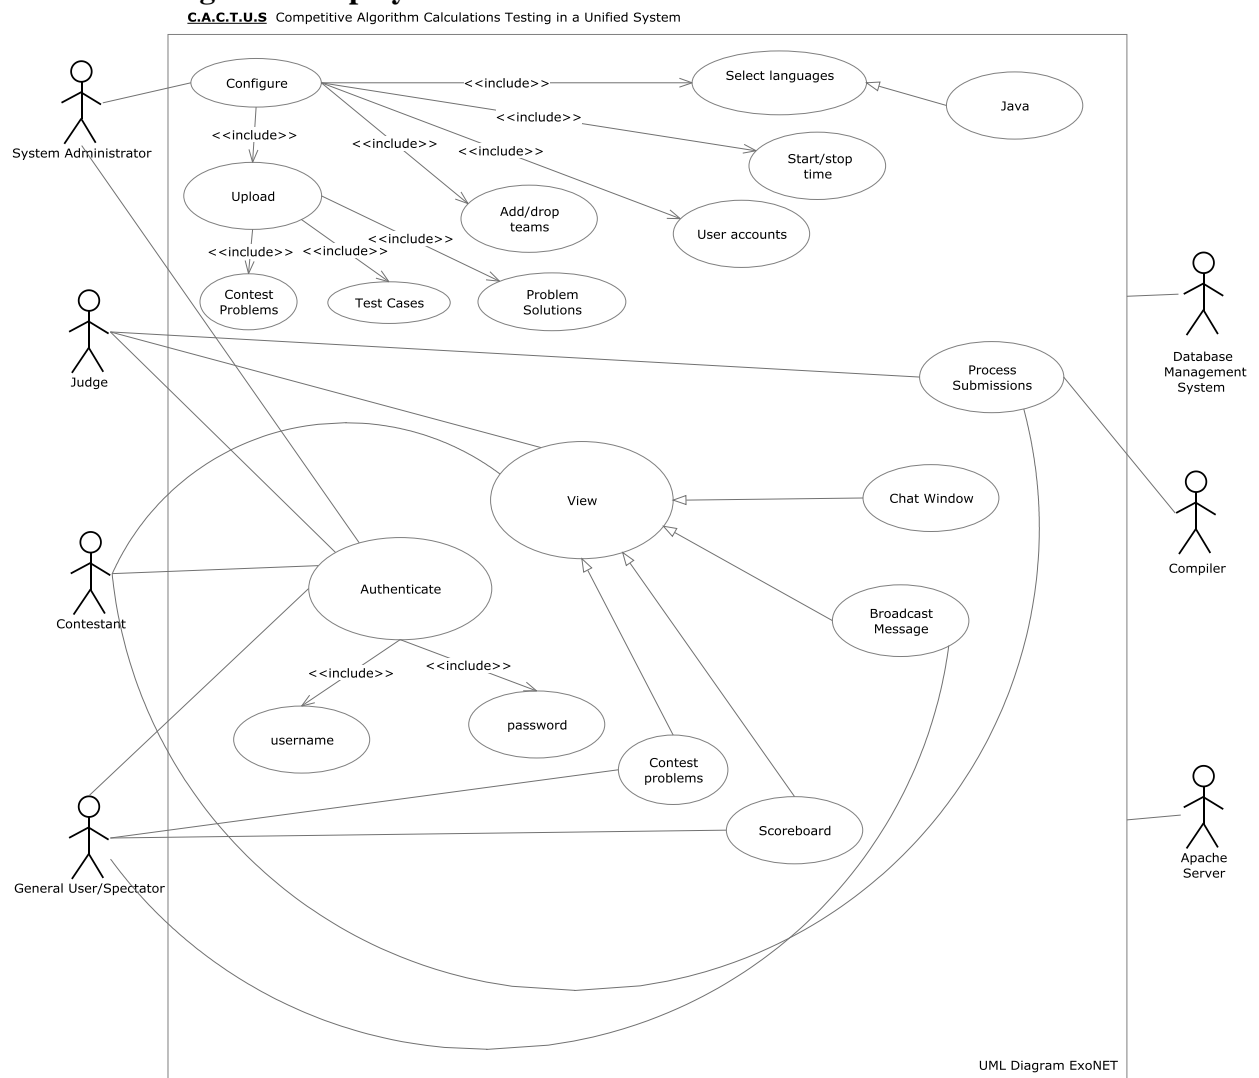 C.A.C.T.U.S Competitive Algorithm Calculations Testing in a Unified System
Configure
<<include>>
Select languages
Java
<<include>>
<<include>>
<<include>>
<<include>>
System Administrator
Start/stop
time
Upload
Add/drop
teams
User accounts
<<include>>
<<include>>
<<include>>
Contest
Problems
Test Cases
Problem
Solutions
Database
Management
System
Judge
Process
Submissions
View
Chat Window
Compiler
Authenticate
Contestant
Broadcast
Message
<<include>>
<<include>>
username
password
Contest
problems
Scoreboard
General User/Spectator
Apache
Server
UML Diagram ExoNET